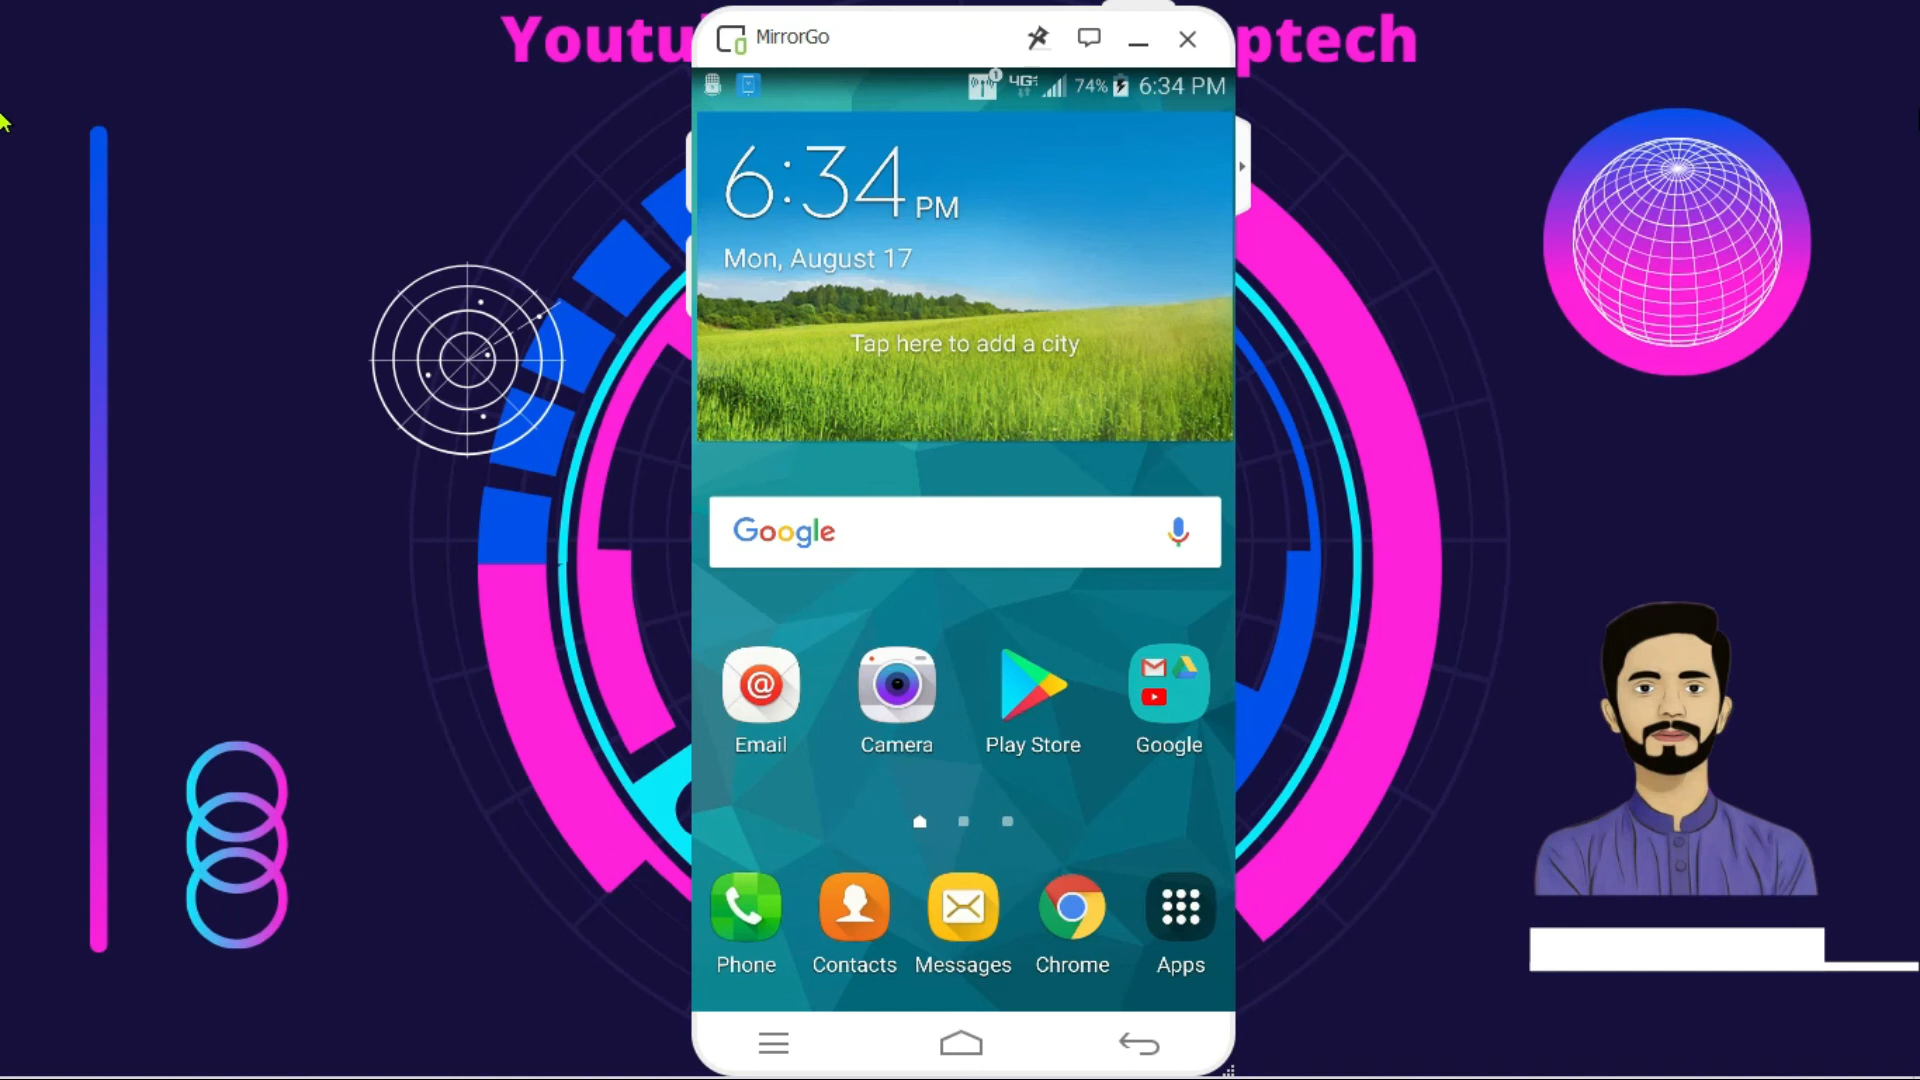 Youtu
ptech
MirrorGo
1
4G
74%
6:34 PM
6:34 PM
Mon, August 17
Tap here to add a city
Google
Email
Camera
Play Store
Google
Phone
Contacts
Messages
Chrome
Apps